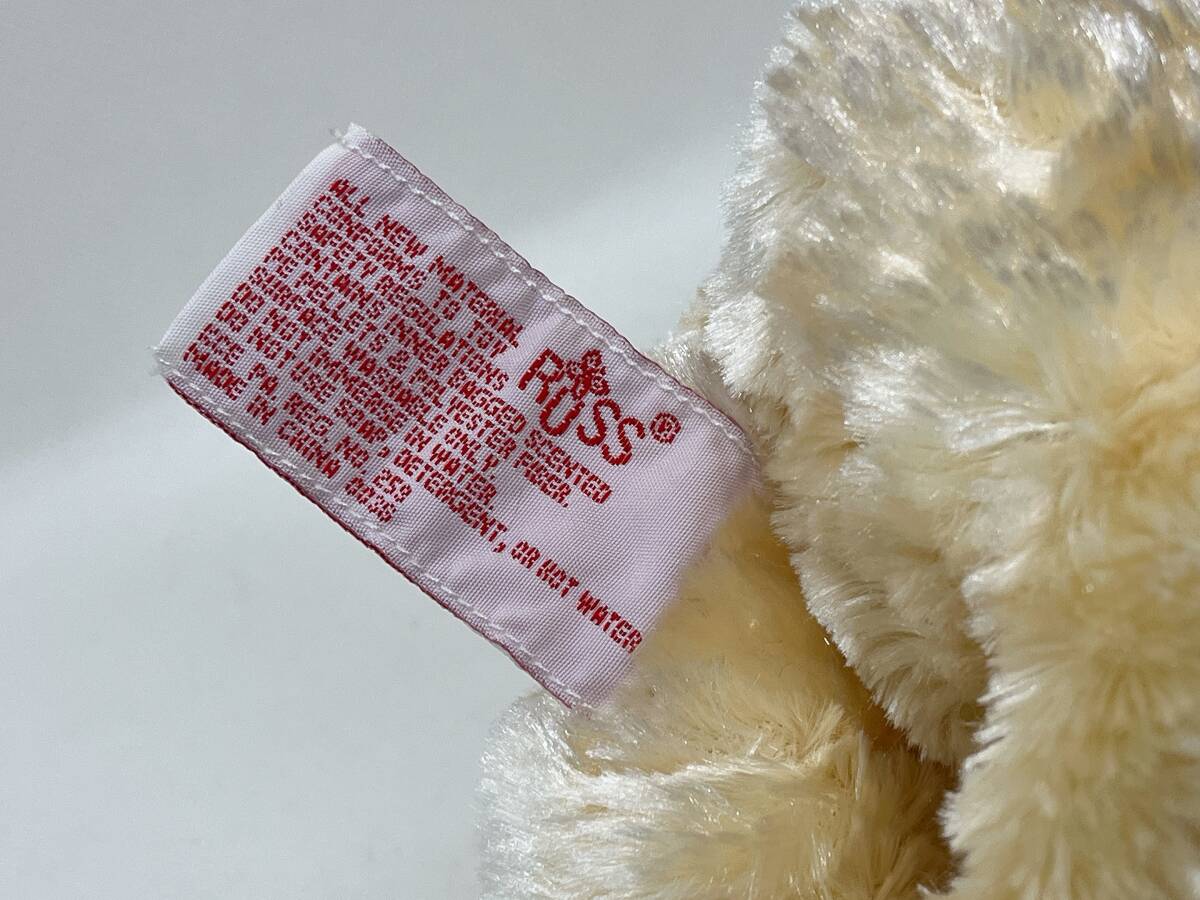 RUSS®
ALL NEW MATERIAL
CONFORMS TO TOY
SAFETY REGULATIONS
CONTAINS INNER BAGGED SCENTED
PE PELLETS & POLYESTER FIBER.
SURFACE WASHABLE ONLY
DO NOT IMMERSE IN WATER.
DO NOT USE SOAP, DETERGENT, OR HOT WATER
PA. REG. NO. 253
MADE IN CHINA